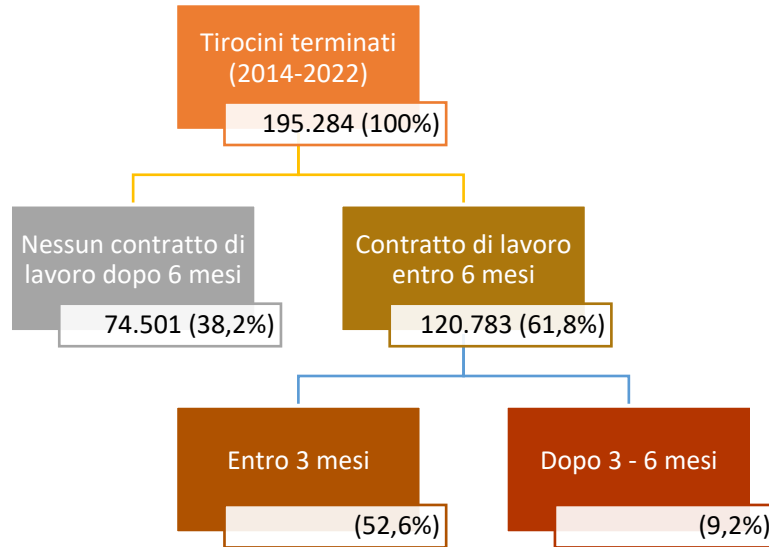 Tirocini terminati
(2014-2022)
195.284 (100%)
Nessun contratto di
lavoro dopo 6 mesi
74.501 (38,2%)
Contratto di lavoro
entro 6 mesi
120.783 (61,8%)
Entro 3 mesi
(52,6%)
Dopo 3 - 6 mesi
(9,2%)